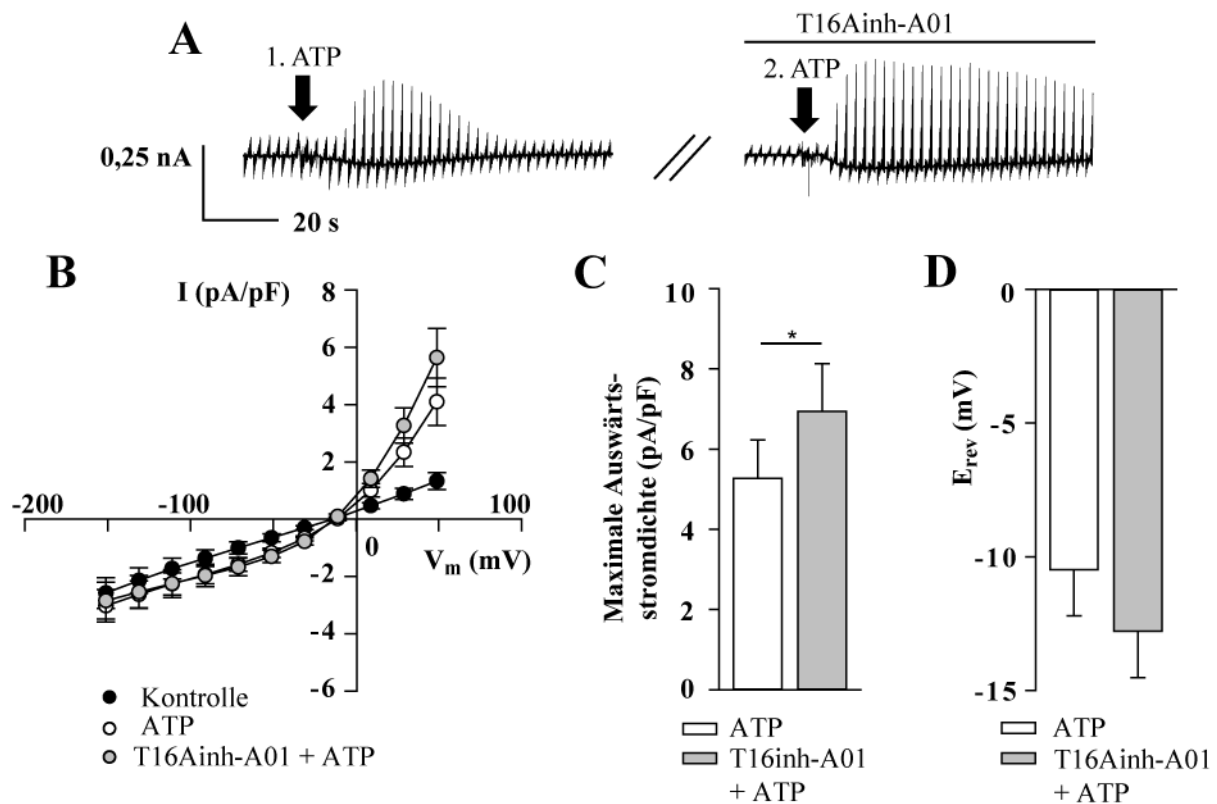 A
1. ATP
T16Ainh-A01
2. ATP
0,25 nA
20 s
B
I (pA/pF)
8
6
4
2
-200
-100
0
100
V_m (mV)
-2
-4
-6
Kontrolle
ATP
T16Ainh-A01 + ATP
C
Maximale Auswärts-
stromdichte (pA/pF)
10
8
6
4
2
0
*
ATP
T16inh-A01
+ ATP
D
E_rev (mV)
0
-5
-10
-15
ATP
T16Ainh-A01
+ ATP